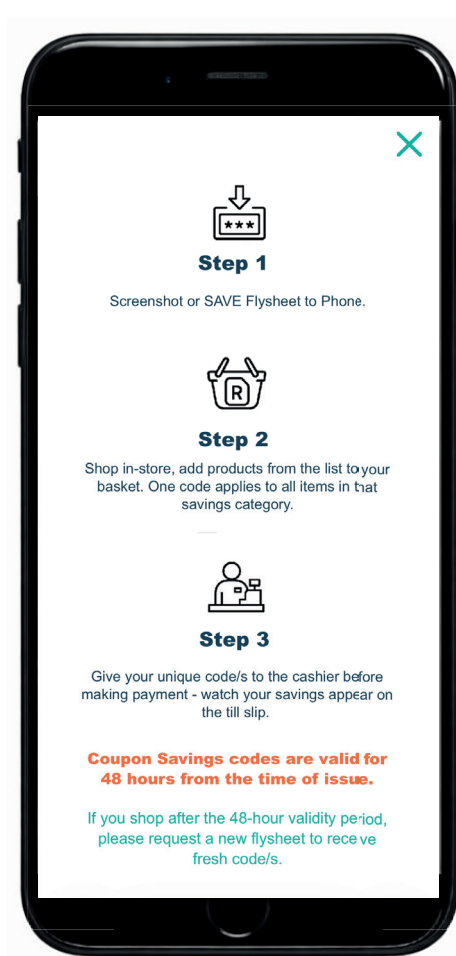 ***
Step 1
Screenshot or SAVE Flysheet to Phone.
R
Step 2
Shop in-store, add products from the list to your
basket. One code applies to all items in that
savings category.
Step 3
Give your unique code/s to the cashier before
making payment - watch your savings appear on
the till slip.
Coupon Savings codes are valid for
48 hours from the time of issue.
If you shop after the 48-hour validity period,
please request a new flysheet to receive
fresh code/s.